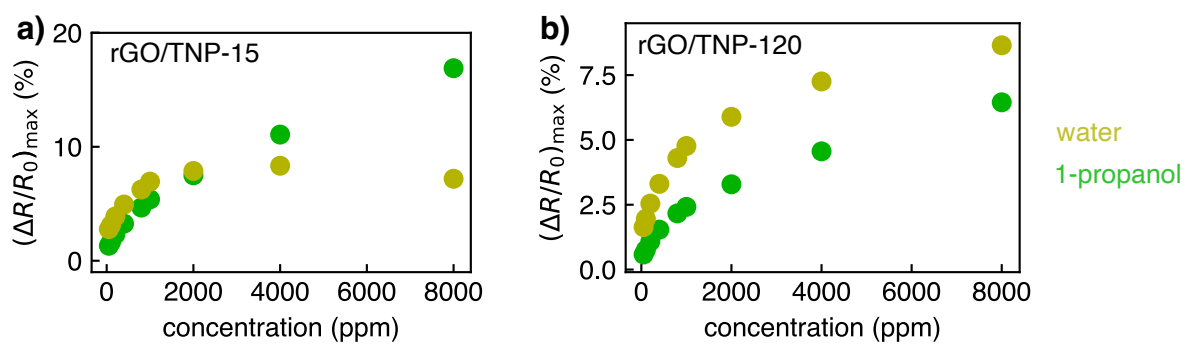 a)
rGO/TNP-15
20
10
0
(ΔR/R₀)max (%)
0 2000 4000 6000 8000
concentration (ppm)
b)
rGO/TNP-120
7.5
5.0
2.5
0.0
(ΔR/R₀)max (%)
0 2000 4000 6000 8000
concentration (ppm)
water
1-propanol